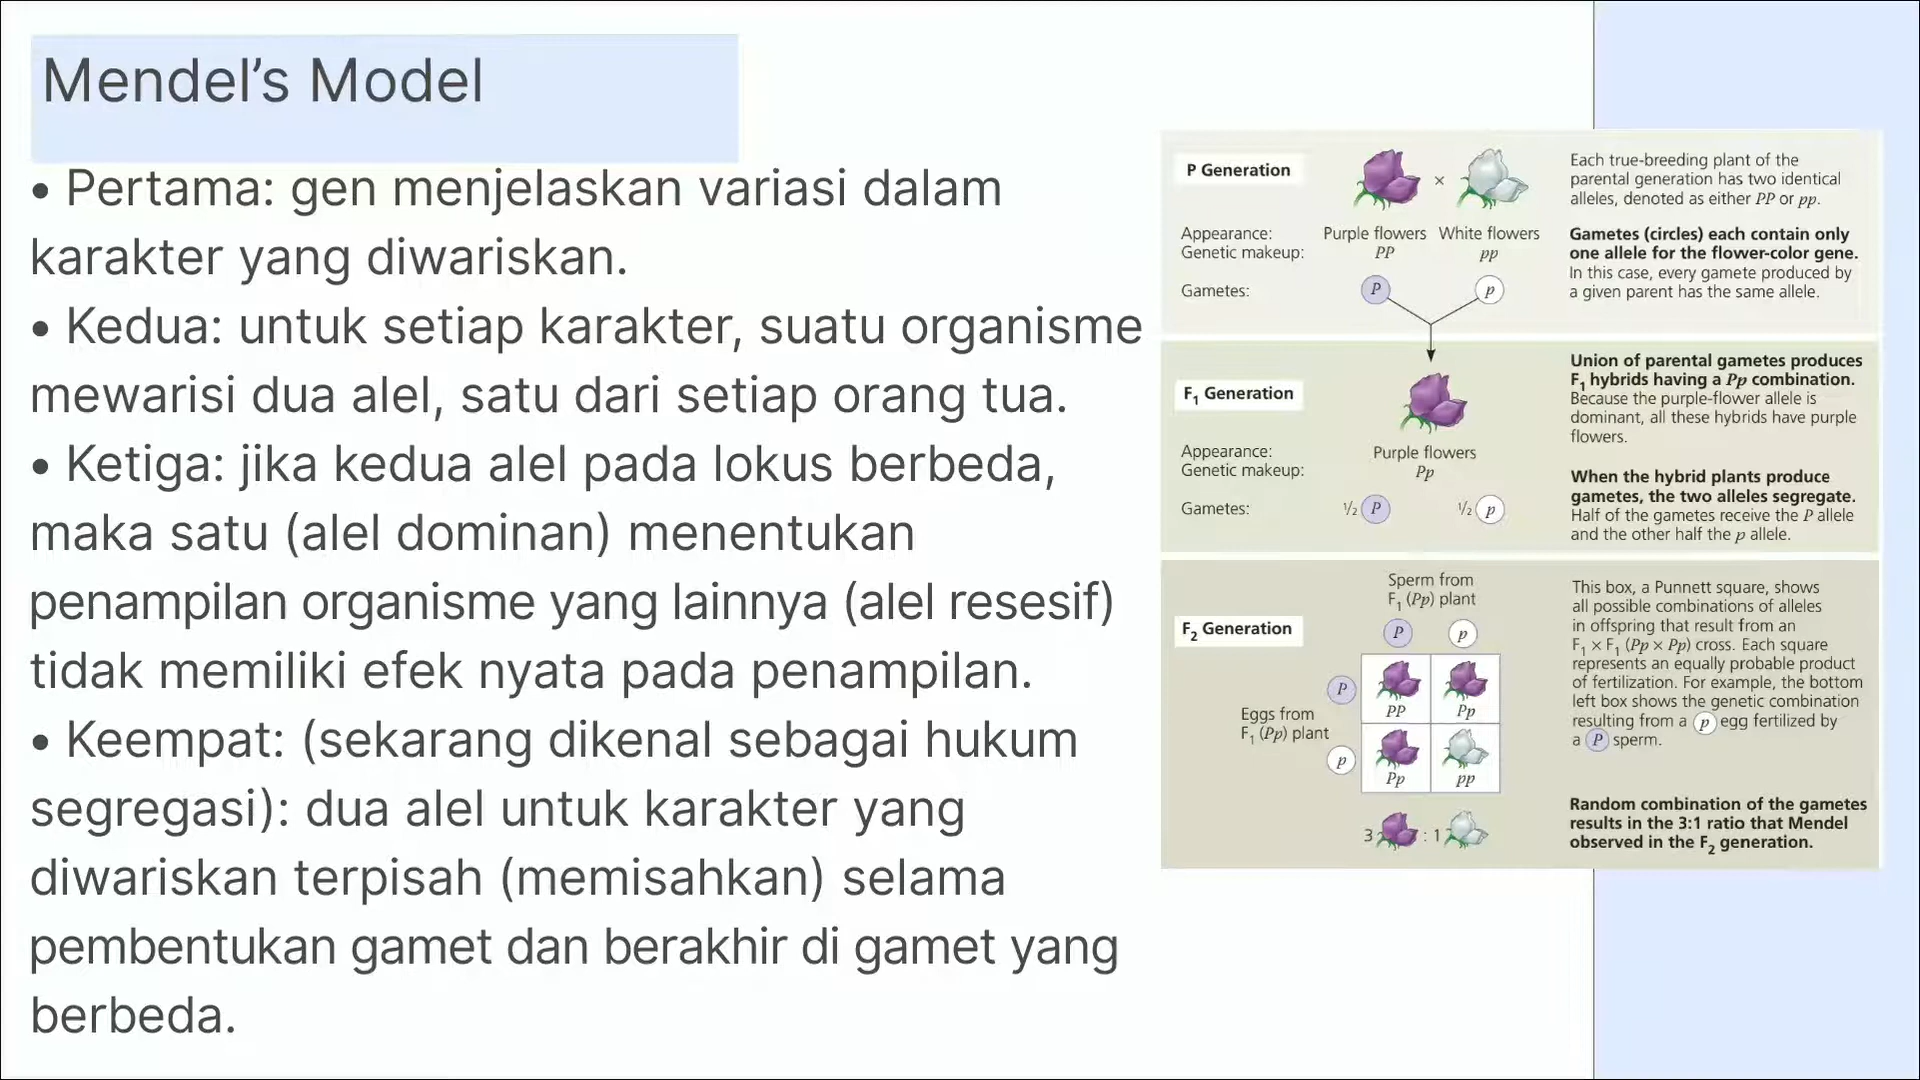 Mendel’s Model
• Pertama: gen menjelaskan variasi dalam
karakter yang diwariskan.
• Kedua: untuk setiap karakter, suatu organisme
mewarisi dua alel, satu dari setiap orang tua.
• Ketiga: jika kedua alel pada lokus berbeda,
maka satu (alel dominan) menentukan
penampilan organisme yang lainnya (alel resesif)
tidak memiliki efek nyata pada penampilan.
• Keempat: (sekarang dikenal sebagai hukum
segregasi): dua alel untuk karakter yang
diwariskan terpisah (memisahkan) selama
pembentukan gamet dan berakhir di gamet yang
berbeda.
P Generation
×
Appearance: Purple flowers White flowers
Genetic makeup: PP pp
Gametes: P p
Each true-breeding plant of the
parental generation has two identical
alleles, denoted as either PP or pp.
Gametes (circles) each contain only
one allele for the flower-color gene.
In this case, every gamete produced by
a given parent has the same allele.
F1 Generation
Appearance: Purple flowers
Genetic makeup: Pp
Gametes: 1/2 P 1/2 p
Union of parental gametes produces
F1 hybrids having a Pp combination.
Because the purple-flower allele is
dominant, all these hybrids have purple
flowers.
When the hybrid plants produce
gametes, the two alleles segregate.
Half of the gametes receive the P allele
and the other half the p allele.
F2 Generation
Sperm from
F1 (Pp) plant
P p
Eggs from
F1 (Pp) plant
P PP Pp
p Pp pp
3 : 1
This box, a Punnett square, shows
all possible combinations of alleles
in offspring that result from an
F1 × F1 (Pp × Pp) cross. Each square
represents an equally probable product
of fertilization. For example, the bottom
left box shows the genetic combination
resulting from a p egg fertilized by
a P sperm.
Random combination of the gametes
results in the 3:1 ratio that Mendel
observed in the F2 generation.